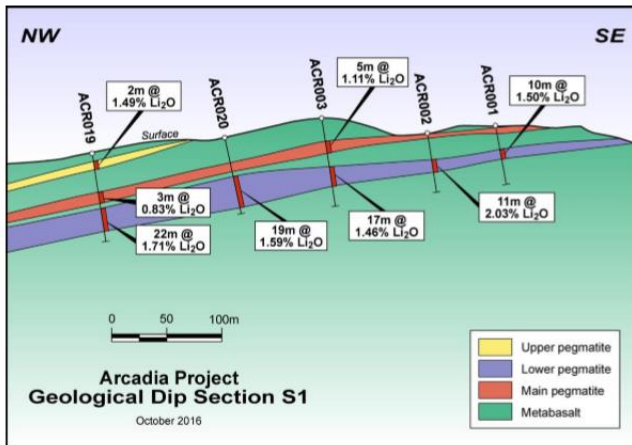 NW
SE
ACR019
2m @
1.49% Li₂O
Surface
ACR020
ACR003
5m @
1.11% Li₂O
ACR002
ACR001
10m @
1.50% Li₂O
3m @
0.83% Li₂O
22m @
1.71% Li₂O
19m @
1.59% Li₂O
17m @
1.46% Li₂O
11m @
2.03% Li₂O
0
50
100m
Arcadia Project
Geological Dip Section S1
October 2016
Upper pegmatite
Lower pegmatite
Main pegmatite
Metabasalt